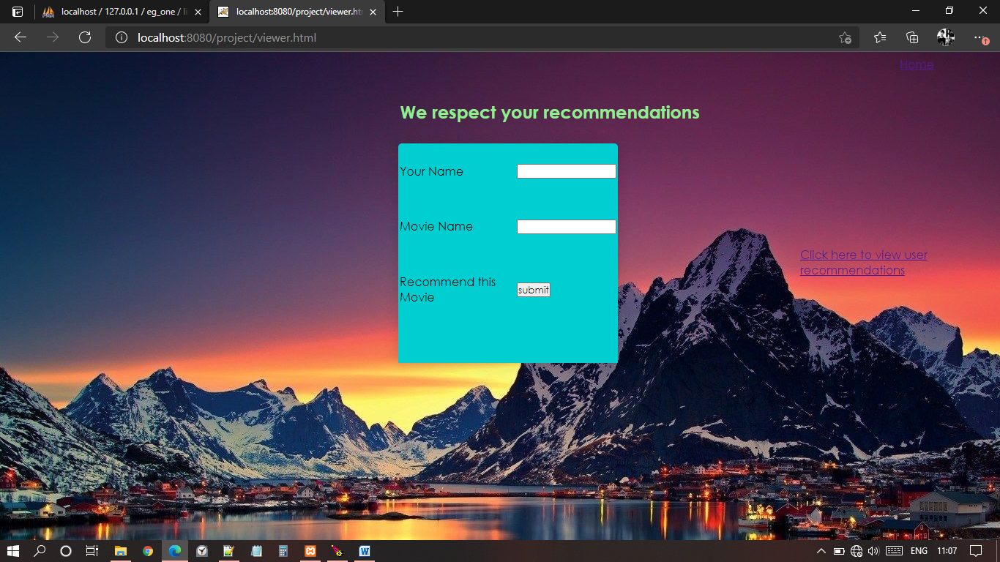 localhost / 127.0.0.1 / eg_one / li
localhost:8080/project/viewer.ht
localhost:8080/project/viewer.html
Home
We respect your recommendations
Your Name
Movie Name
Click here to view user
recommendations
Recommend this
Movie
submit
ENG
11:07